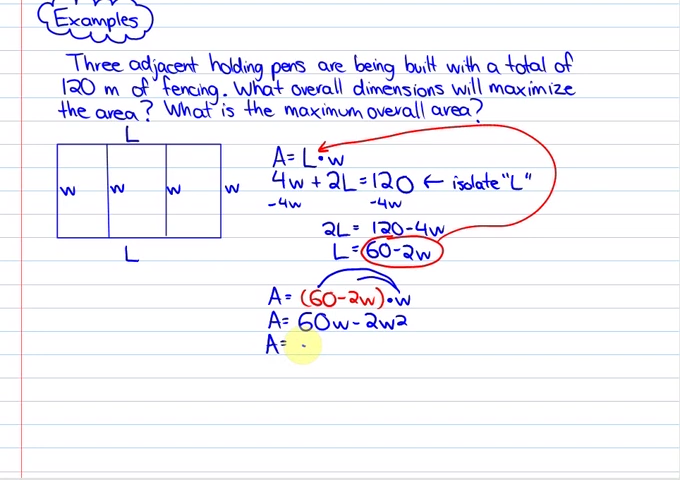 Examples
Three adjacent holding pens are being built with a total of
120 m of fencing. What overall dimensions will maximize
the area? What is the maximum overall area?
L
w w w w
L
A = L • w
4w + 2L = 120 ← isolate "L"
-4w -4w
2L = 120 - 4w
L = 60 - 2w
A = (60 - 2w) • w
A = 60w - 2w²
A =